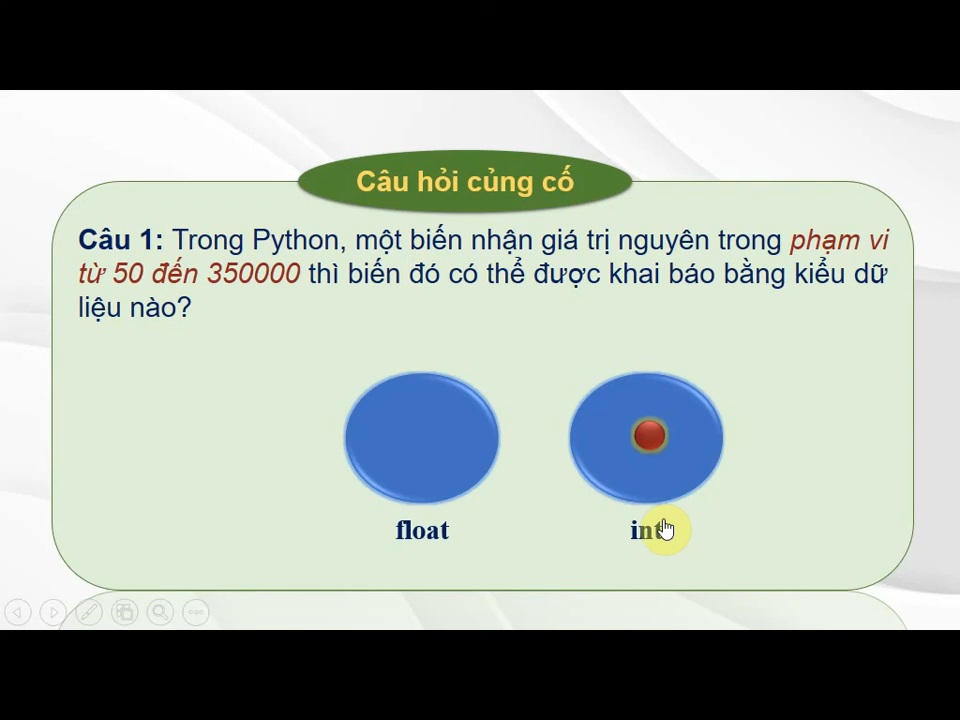 Câu hỏi củng cố
Câu 1: Trong Python, một biến nhận giá trị nguyên trong phạm vi
từ 50 đến 350000 thì biến đó có thể được khai báo bằng kiểu dữ
liệu nào?
float
int